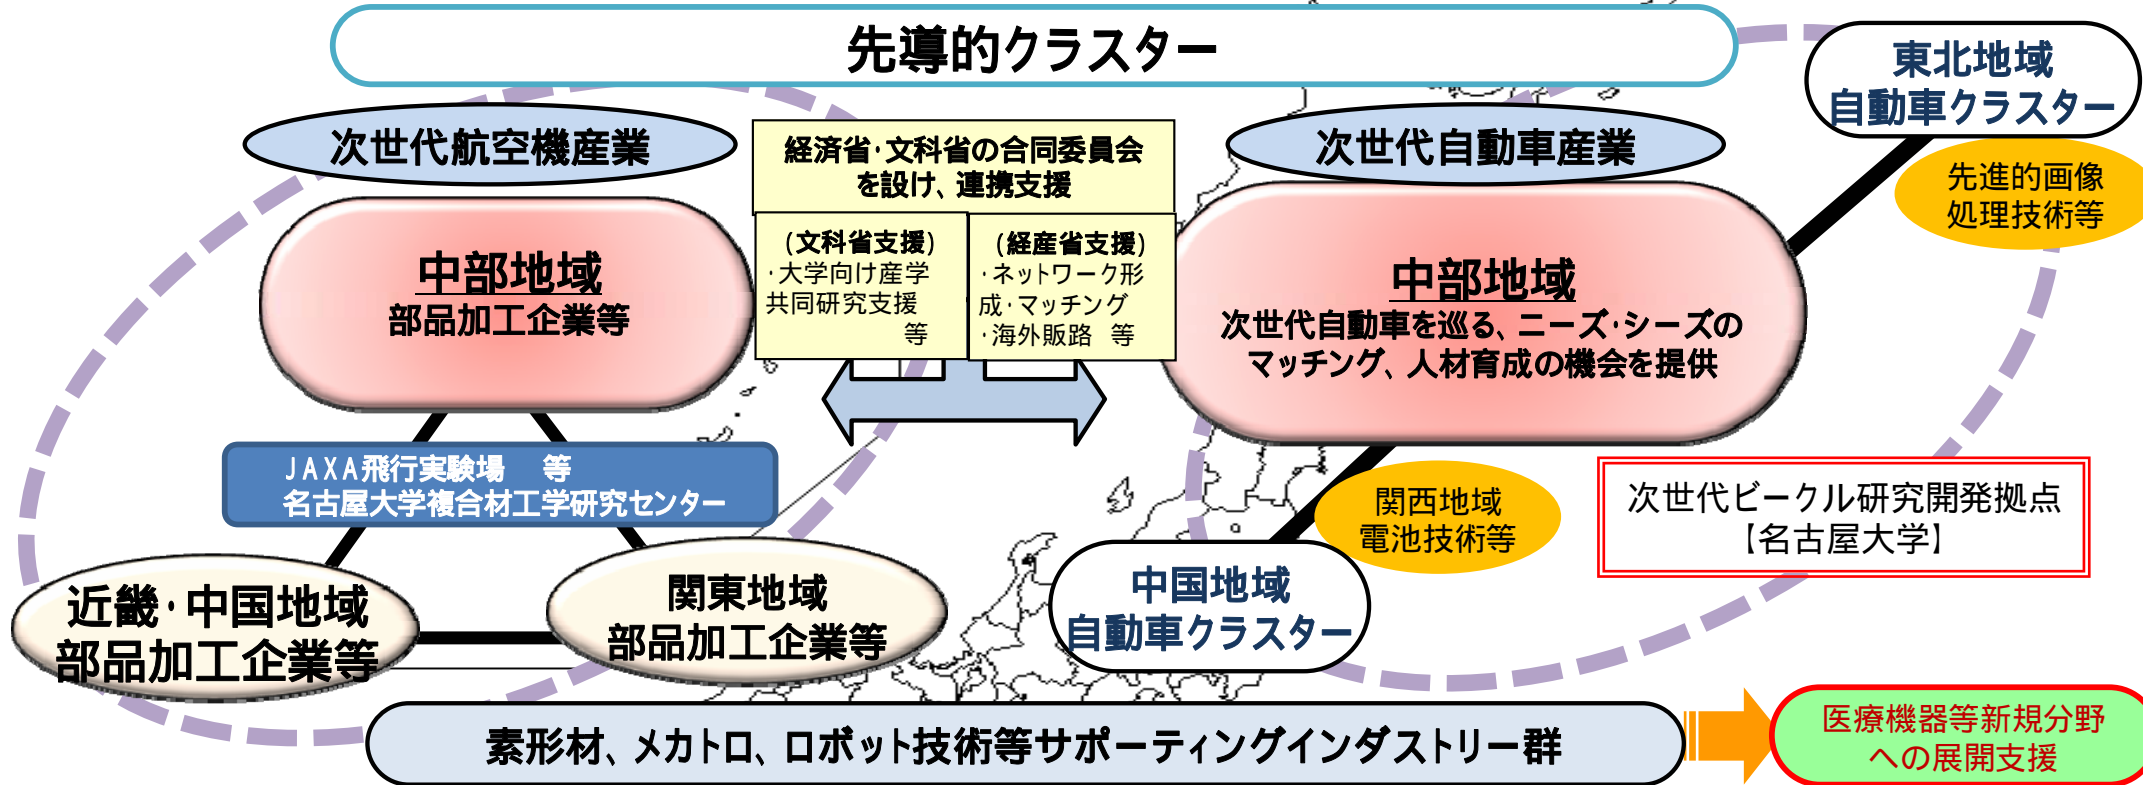 先導的クラスター
東北地域
自動車クラスター
次世代航空機産業
経済省・文科省の合同委員会
を設け、連携支援
次世代自動車産業
先進的画像
処理技術等
中部地域
部品加工企業等
(文科省支援)
・大学向け産学
共同研究支援
等
(経産省支援)
・ネットワーク形
成・マッチング
・海外販路 等
中部地域
次世代自動車を巡る、ニーズ・シーズの
マッチング、人材育成の機会を提供
JAXA飛行実験場 等
名古屋大学複合材工学研究センター
関西地域
電池技術等
次世代ビークル研究開発拠点
【名古屋大学】
近畿・中国地域
部品加工企業等
関東地域
部品加工企業等
中国地域
自動車クラスター
素形材、メカトロ、ロボット技術等サポーティングインダストリー群
医療機器等新規分野
への展開支援